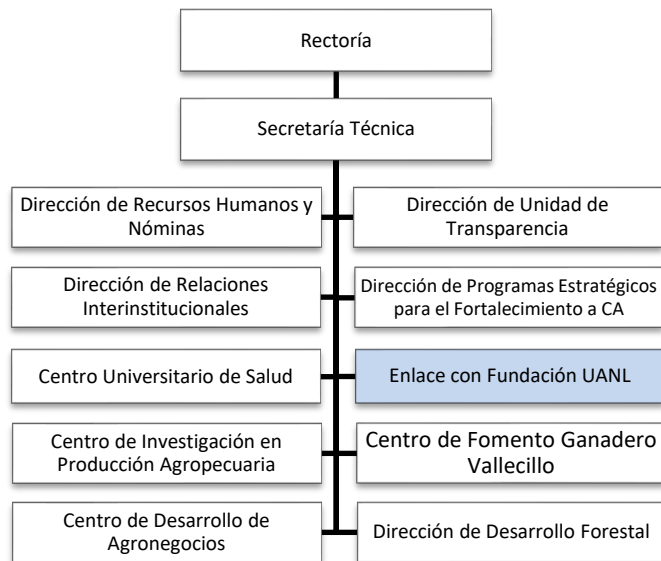 Rectoría
Secretaría Técnica
Dirección de Recursos Humanos y
Nóminas
Dirección de Unidad de
Transparencia
Dirección de Relaciones
Interinstitucionales
Dirección de Programas Estratégicos
para el Fortalecimiento a CA
Centro Universitario de Salud
Enlace con Fundación UANL
Centro de Investigación en
Producción Agropecuaria
Centro de Fomento Ganadero
Vallecillo
Centro de Desarrollo de
Agronegocios
Dirección de Desarrollo Forestal